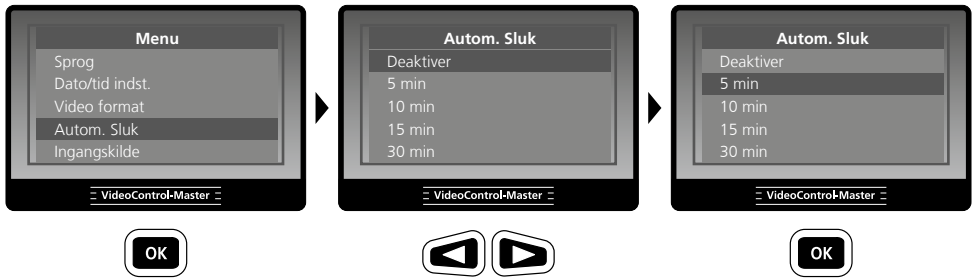 Menu
Sprog
Dato/tid indst.
Video format
Autom. Sluk
Ingangskilde
VideoControl-Master
OK
Autom. Sluk
Deaktiver
5 min
10 min
15 min
30 min
VideoControl-Master
Autom. Sluk
Deaktiver
5 min
10 min
15 min
30 min
VideoControl-Master
OK